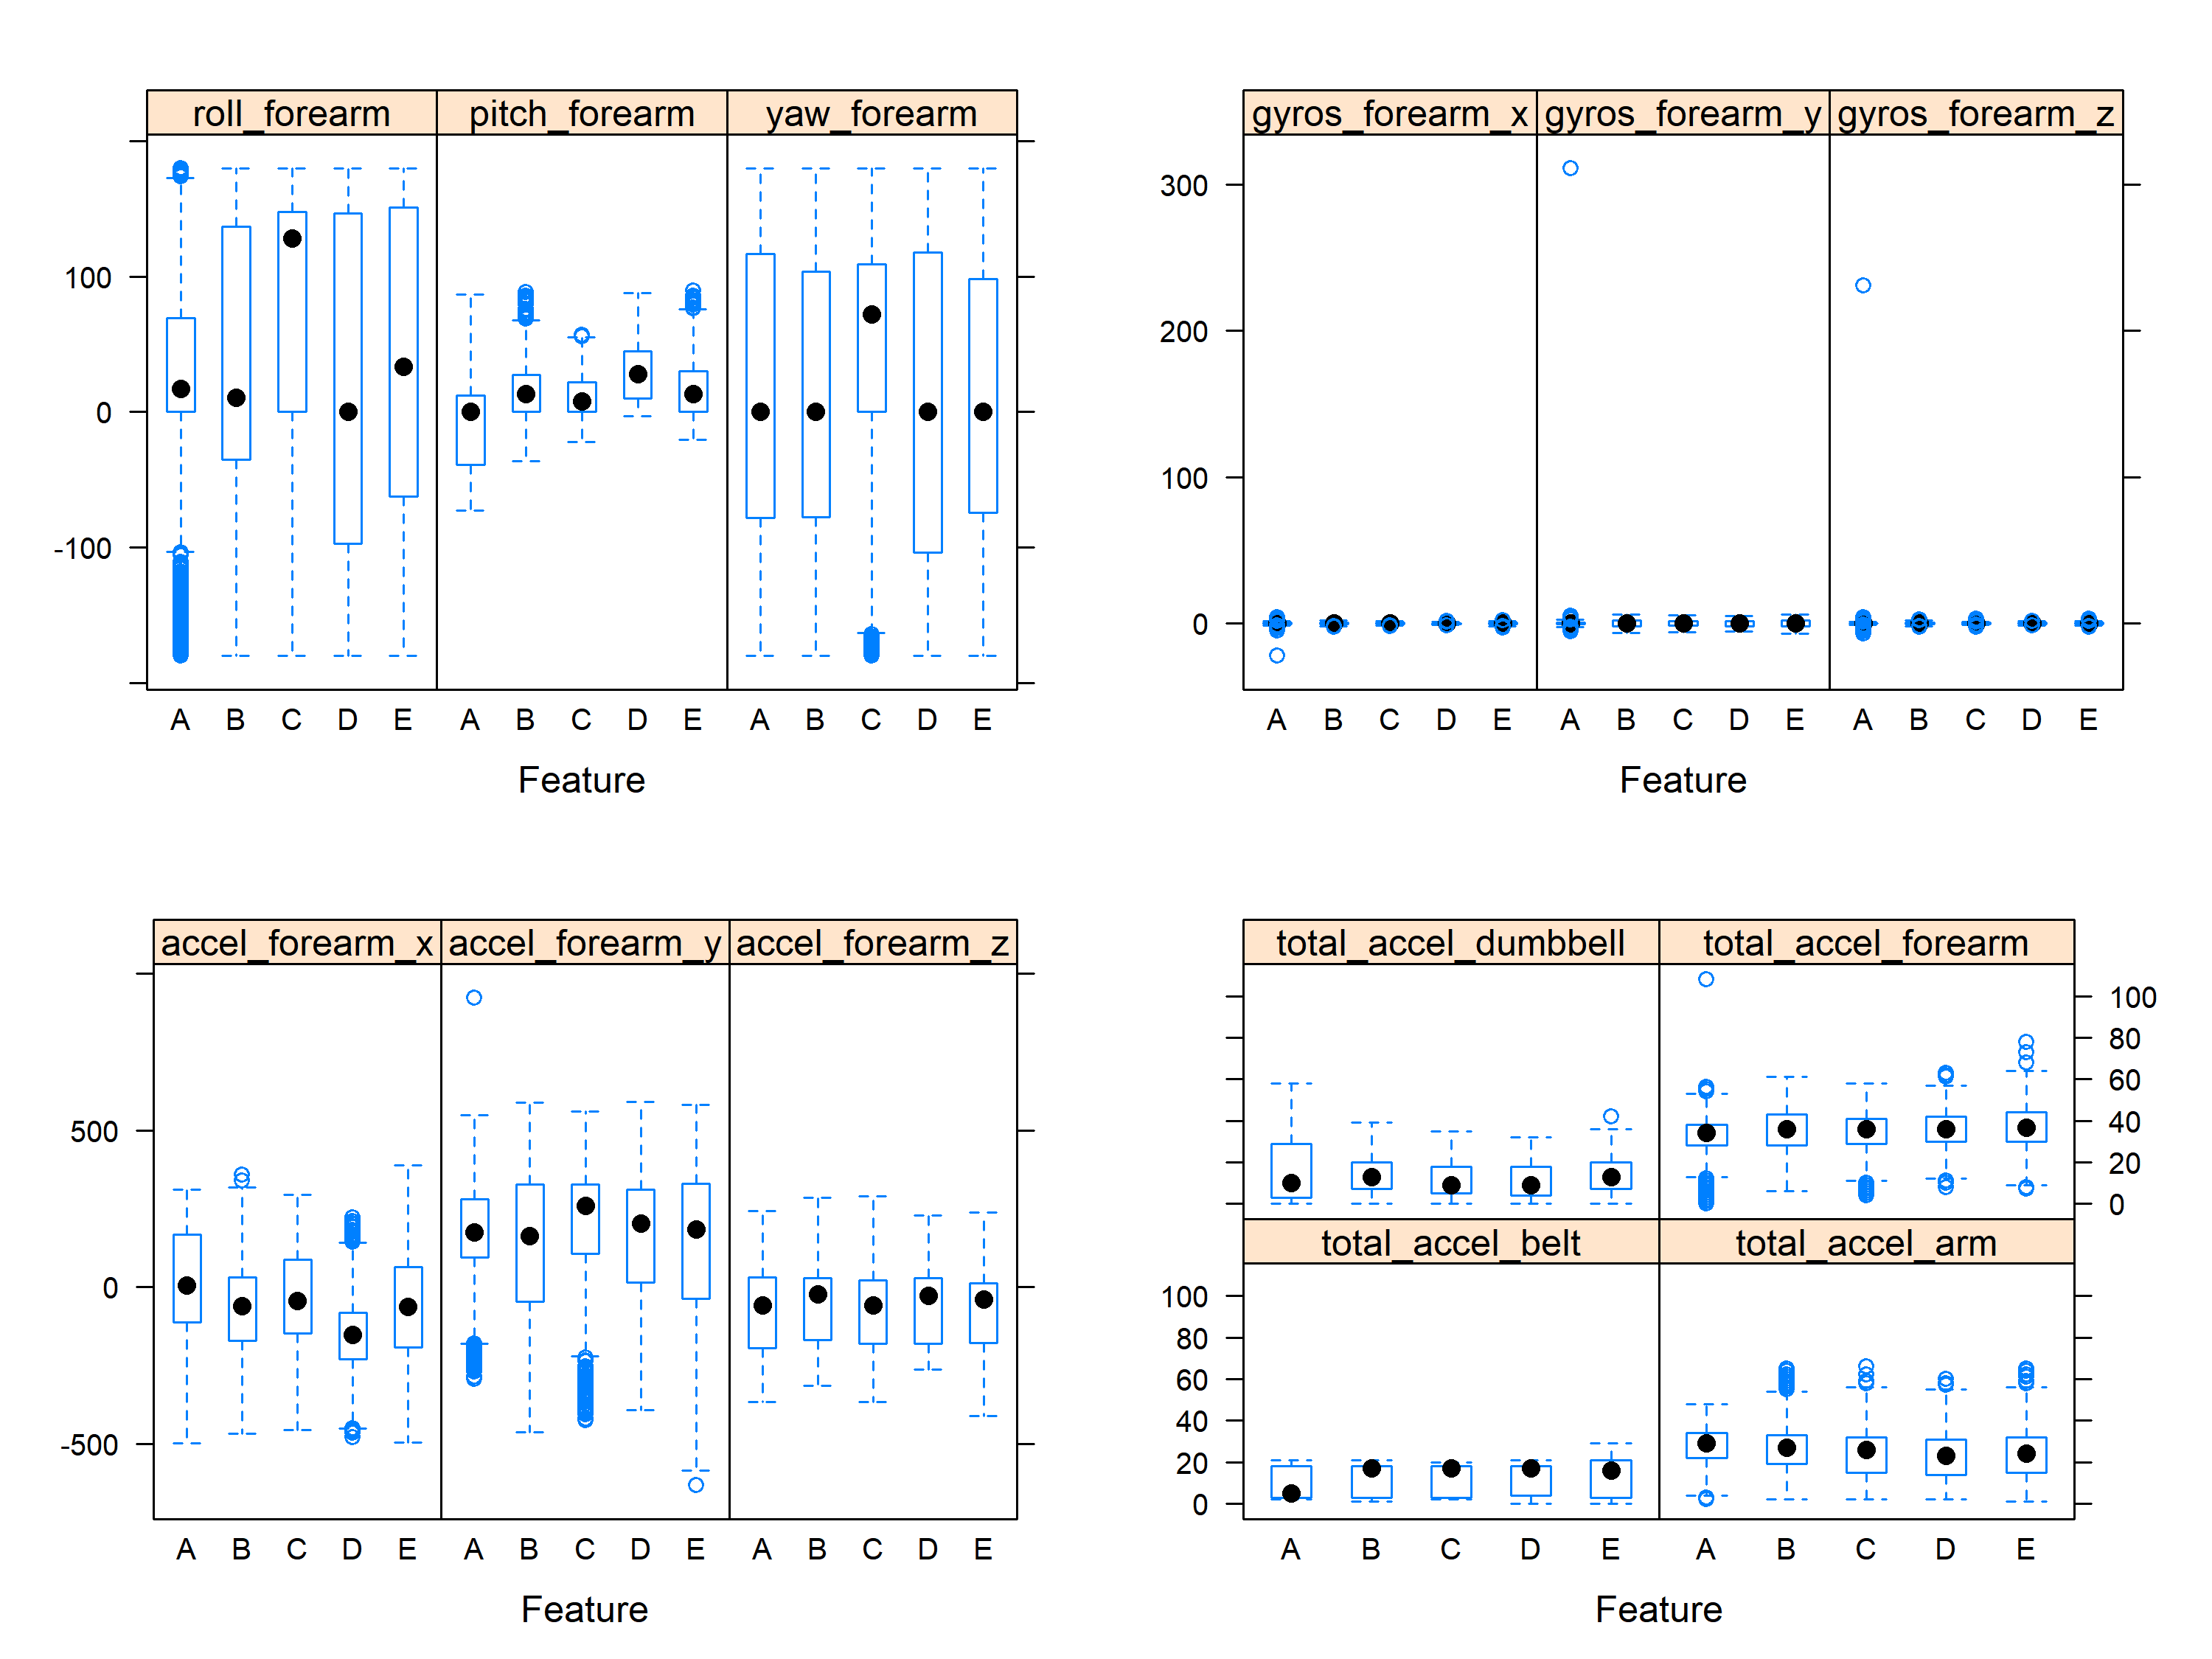 roll_forearm pitch_forearm yaw_forearm
100
0
-100
A B C D E A B C D E A B C D E
Feature
gyros_forearm_x gyros_forearm_y gyros_forearm_z
300
200
100
0
A B C D E A B C D E A B C D E
Feature
accel_forearm_x accel_forearm_y accel_forearm_z
500
0
-500
A B C D E A B C D E A B C D E
Feature
total_accel_dumbbell total_accel_forearm
100
80
60
40
20
0
total_accel_belt total_accel_arm
100
80
60
40
20
0
A B C D E A B C D E
Feature